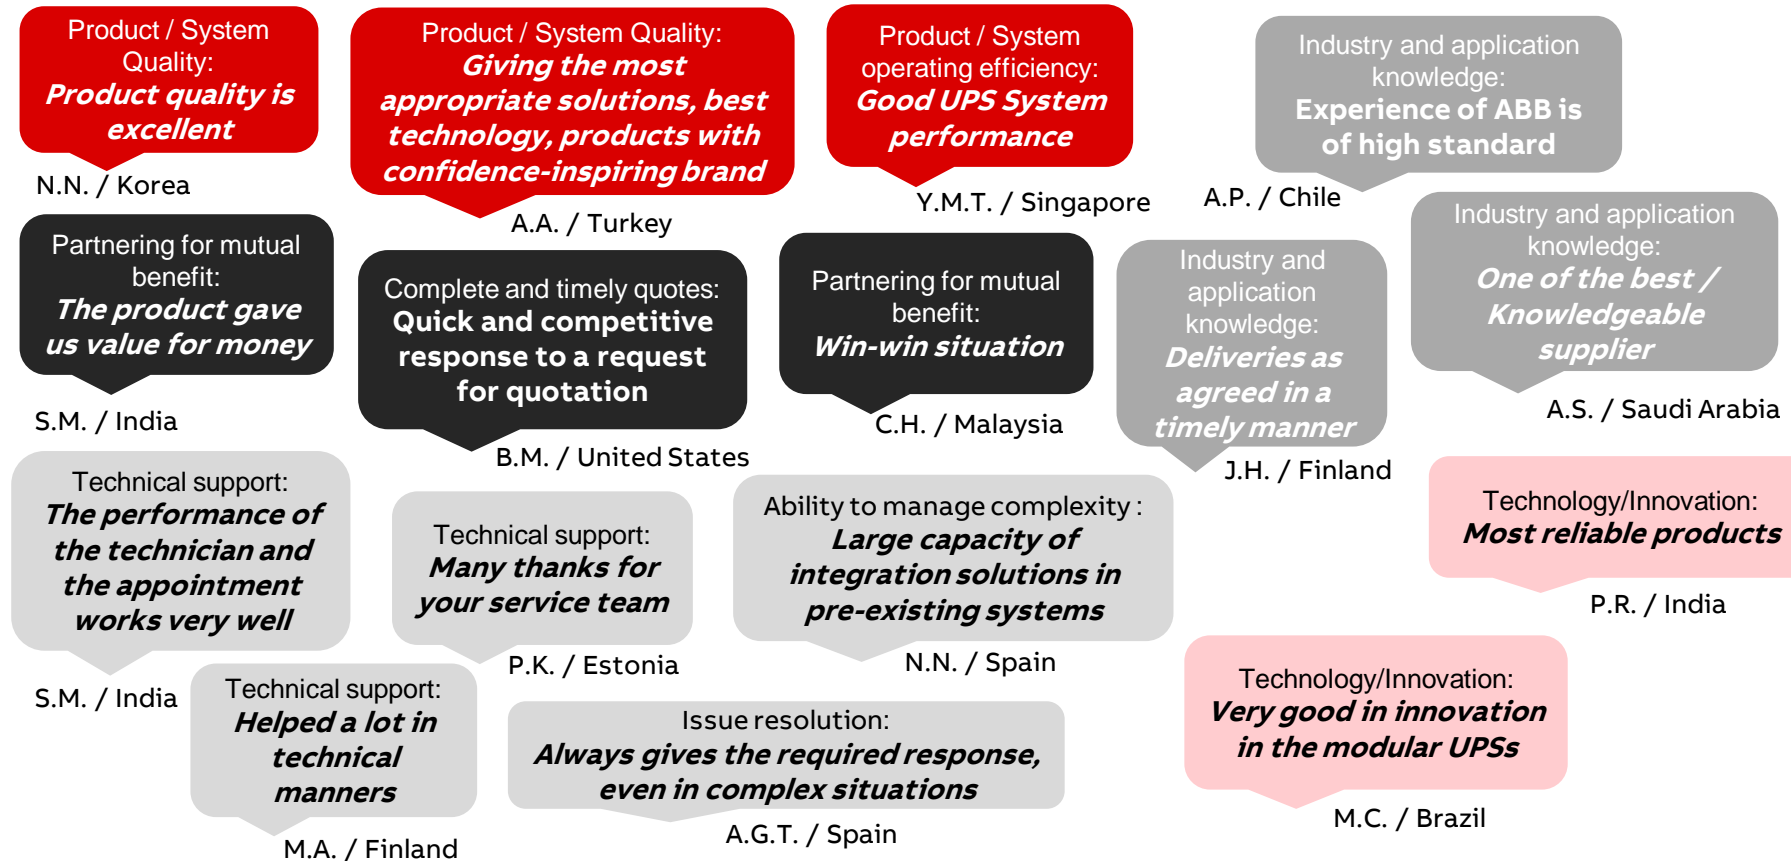 Product / System
Quality:
Product quality is
excellent
N.N. / Korea
Product / System Quality:
Giving the most
appropriate solutions, best
technology, products with
confidence-inspiring brand
A.A. / Turkey
Product / System
operating efficiency:
Good UPS System
performance
Y.M.T. / Singapore
Industry and application
knowledge:
Experience of ABB is
of high standard
A.P. / Chile
Partnering for mutual
benefit:
The product gave
us value for money
S.M. / India
Complete and timely quotes:
Quick and competitive
response to a request
for quotation
B.M. / United States
Partnering for mutual
benefit:
Win-win situation
C.H. / Malaysia
Industry and
application
knowledge:
Deliveries as
agreed in a
timely manner
J.H. / Finland
Industry and application
knowledge:
One of the best /
Knowledgeable
supplier
A.S. / Saudi Arabia
Technical support:
The performance of
the technician and
the appointment
works very well
S.M. / India
Technical support:
Many thanks for
your service team
P.K. / Estonia
Ability to manage complexity :
Large capacity of
integration solutions in
pre-existing systems
N.N. / Spain
Technology/Innovation:
Most reliable products
P.R. / India
Technical support:
Helped a lot in
technical
manners
M.A. / Finland
Issue resolution:
Always gives the required response,
even in complex situations
A.G.T. / Spain
Technology/Innovation:
Very good in innovation
in the modular UPSs
M.C. / Brazil